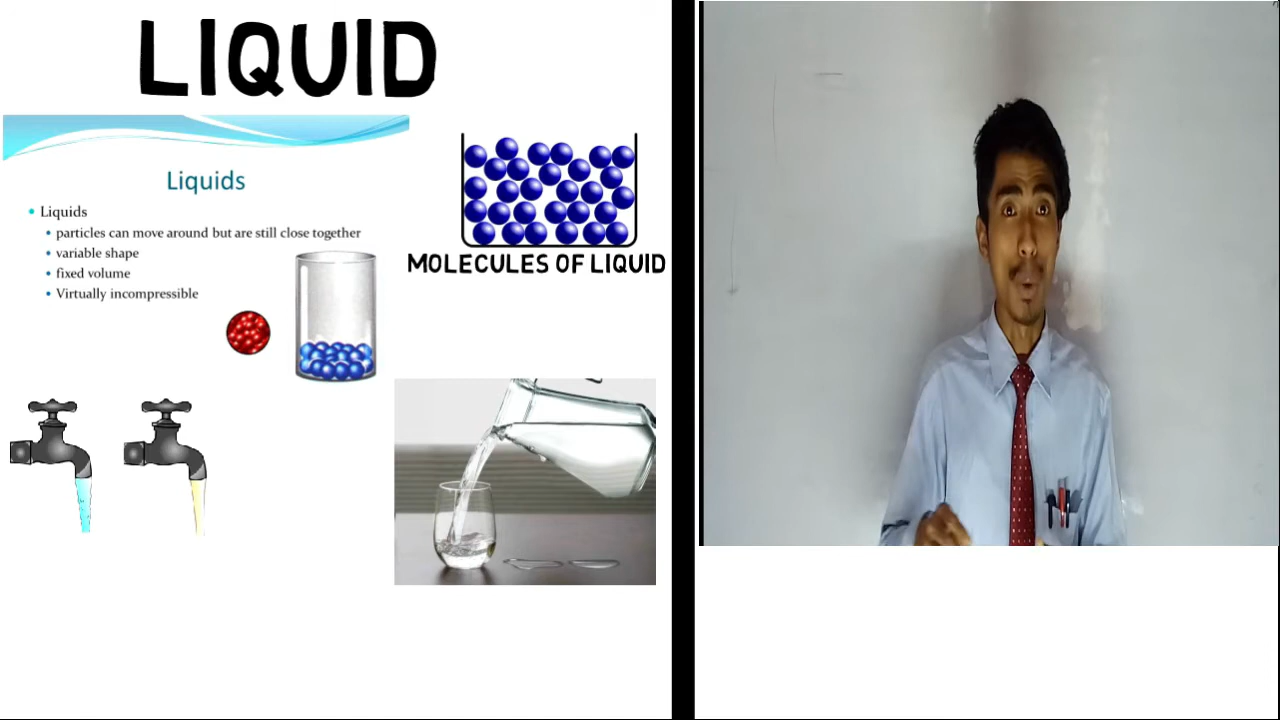 LIQUID
Liquids
Liquids
particles can move around but are still close together
variable shape
fixed volume
Virtually incompressible
MOLECULES OF LIQUID